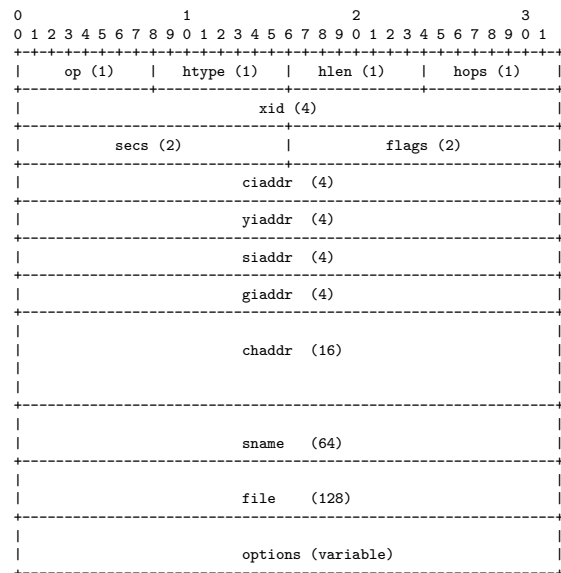 0 1 2 3
0 1 2 3 4 5 6 7 8 9 0 1 2 3 4 5 6 7 8 9 0 1 2 3 4 5 6 7 8 9 0 1
op (1) | htype (1) | hlen (1) | hops (1)
xid (4)
secs (2) | flags (2)
ciaddr (4)
yiaddr (4)
siaddr (4)
giaddr (4)
chaddr (16)
sname (64)
file (128)
options (variable)